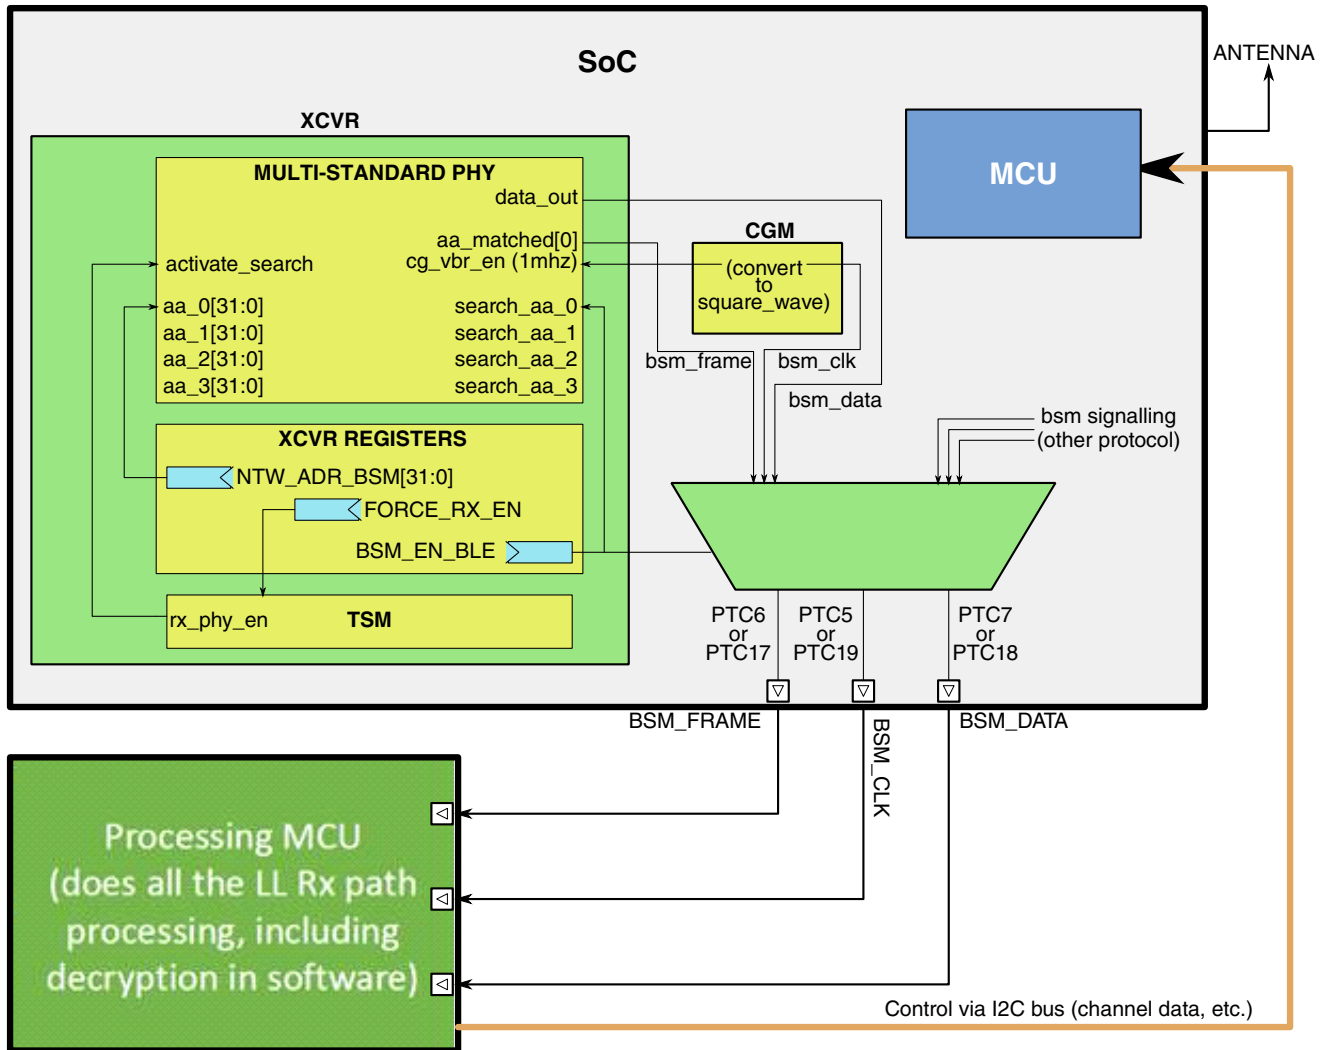 SoC
ANTENNA
XCVR
MULTI-STANDARD PHY
data_out
aa_matched[0]
cg_vbr_en (1mhz)
activate_search
aa_0[31:0]
aa_1[31:0]
aa_2[31:0]
aa_3[31:0]
search_aa_0
search_aa_1
search_aa_2
search_aa_3
CGM
(convert
to
square_wave)
MCU
bsm_frame
bsm_clk
bsm_data
bsm signalling
(other protocol)
XCVR REGISTERS
NTW_ADR_BSM[31:0]
FORCE_RX_EN
BSM_EN_BLE
rx_phy_en
TSM
PTC6
or
PTC17
PTC5
or
PTC19
PTC7
or
PTC18
BSM_FRAME
BSM_CLK
BSM_DATA
Processing MCU
(does all the LL Rx path
processing, including
decryption in software)
Control via I2C bus (channel data, etc.)